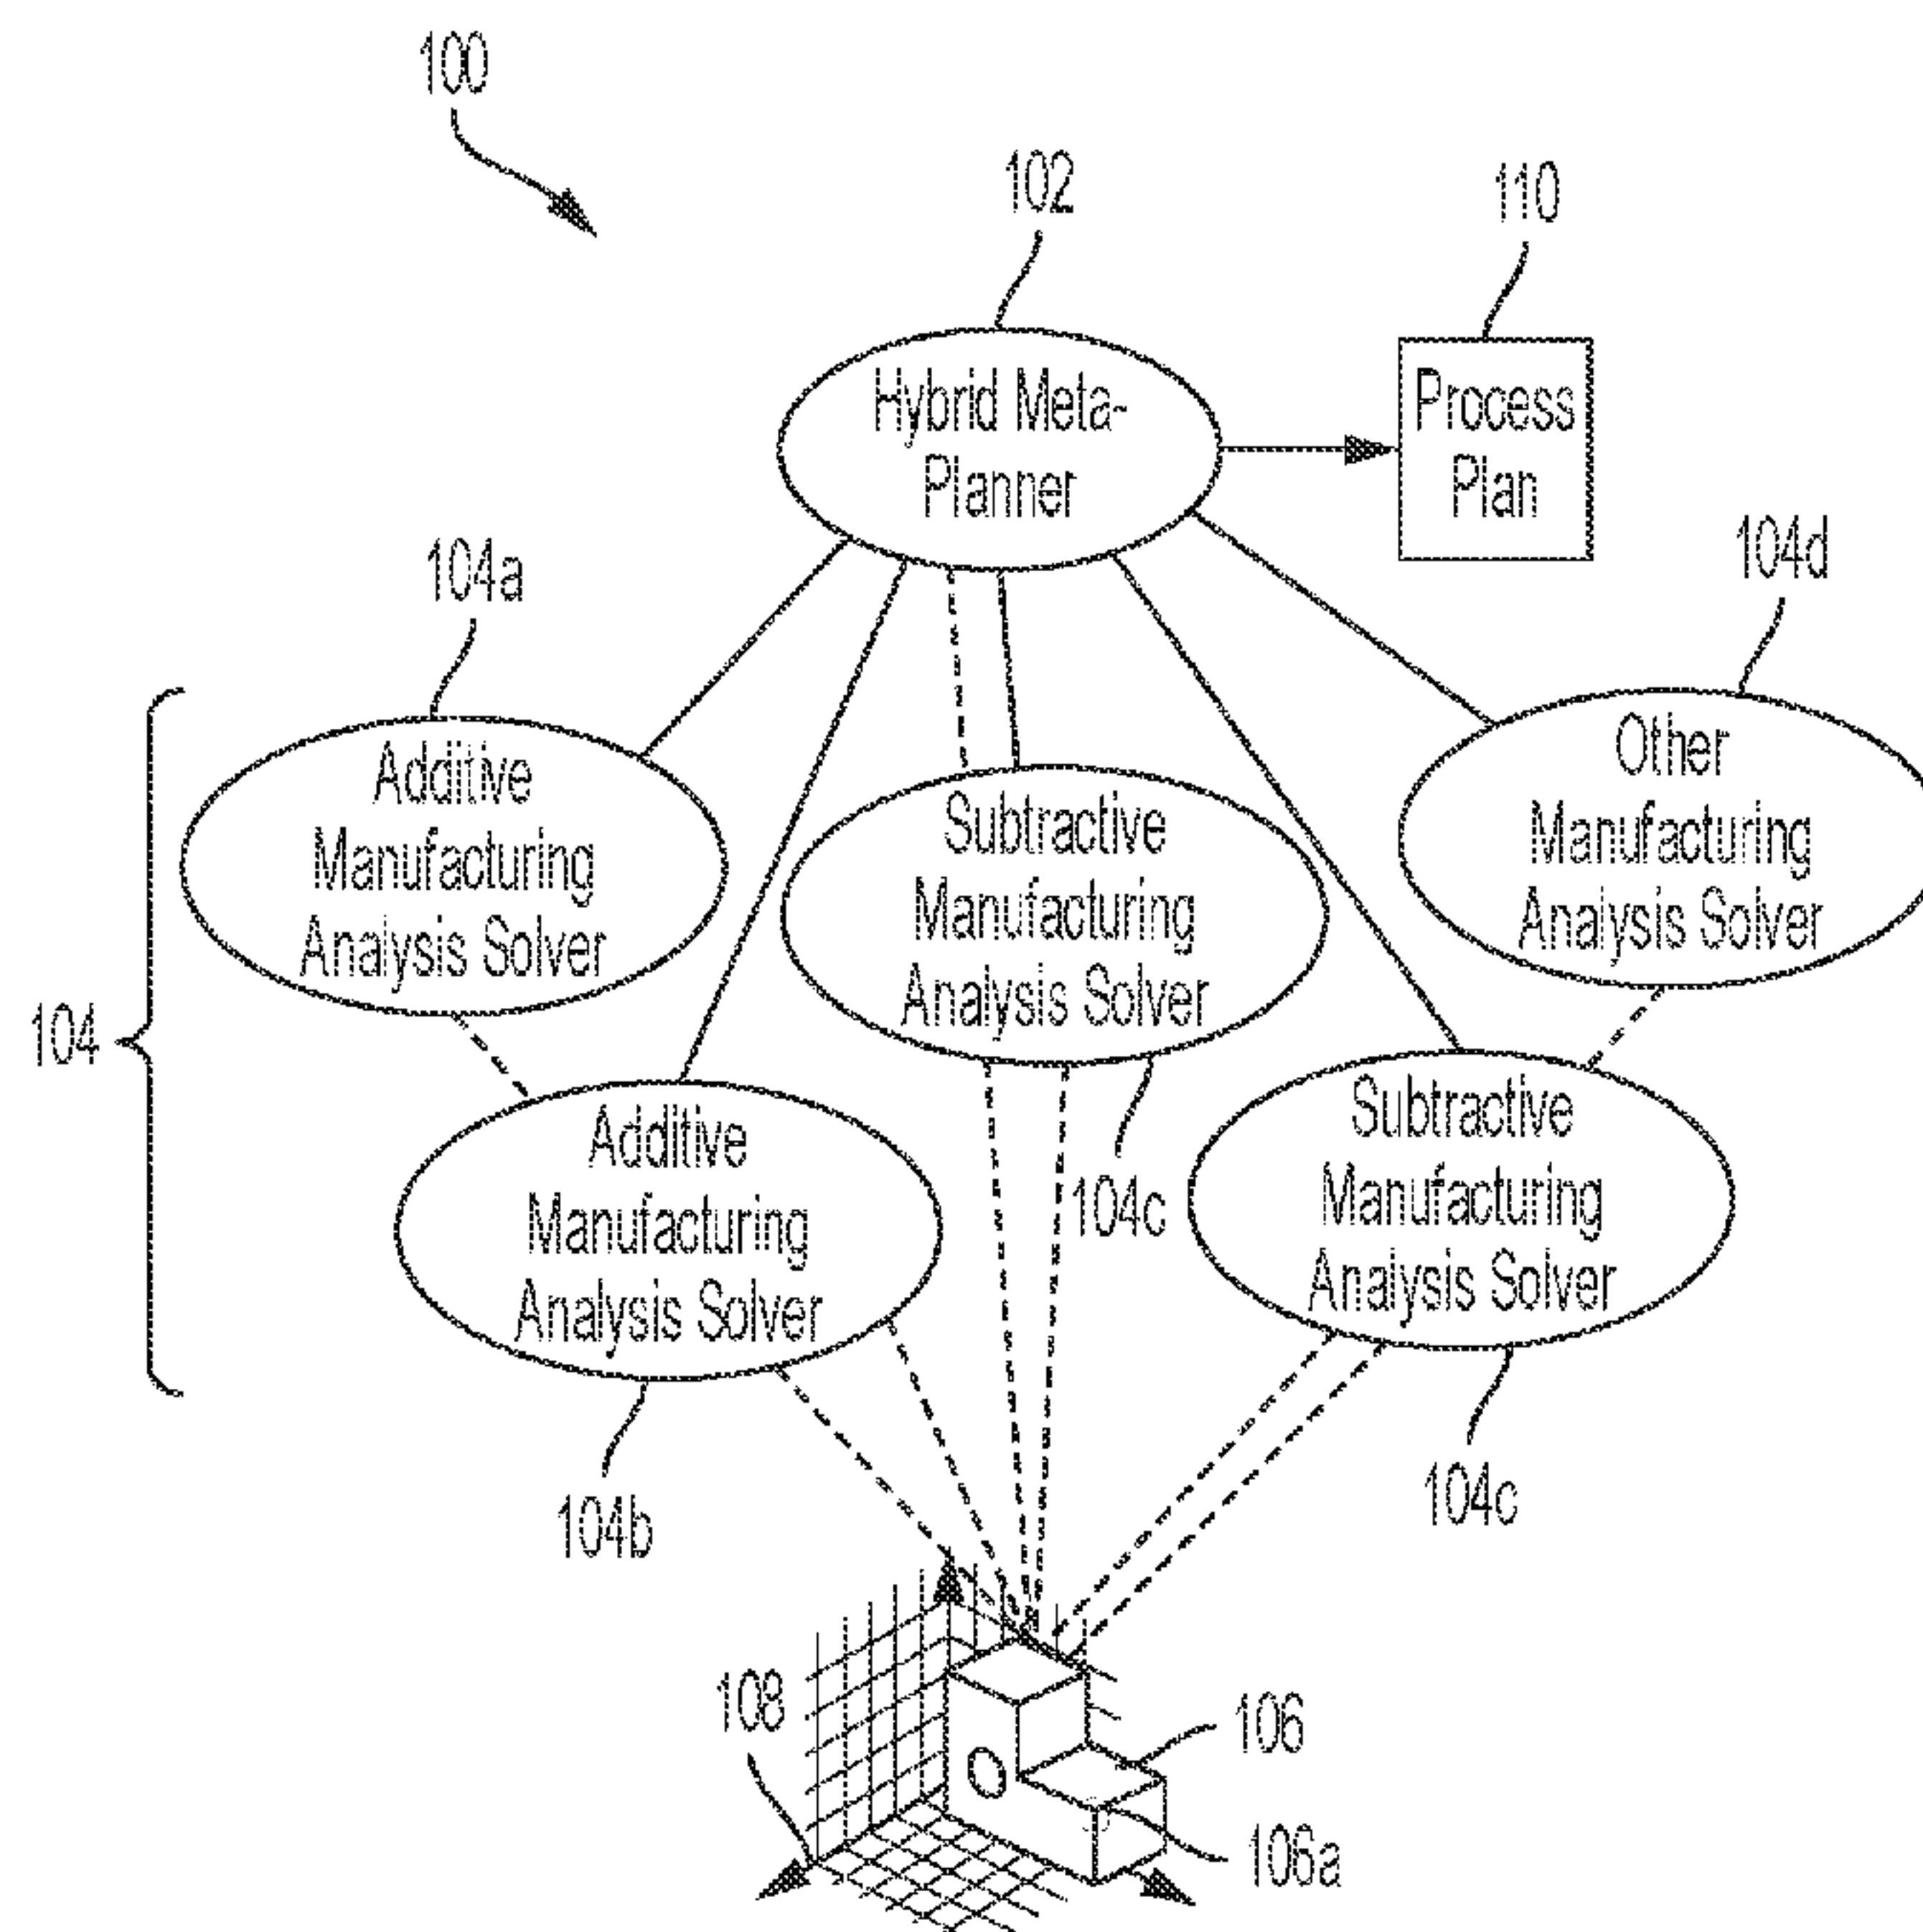 100
102
110
Hybrid Meta-
Planner
Process
Plan
104a
104d
Additive
Manufacturing
Analysis Solver
Subtractive
Manufacturing
Analysis Solver
Other
Manufacturing
Analysis Solver
104
Additive
Manufacturing
Analysis Solver
104c
Subtractive
Manufacturing
Analysis Solver
104b
104c
108
106
106a